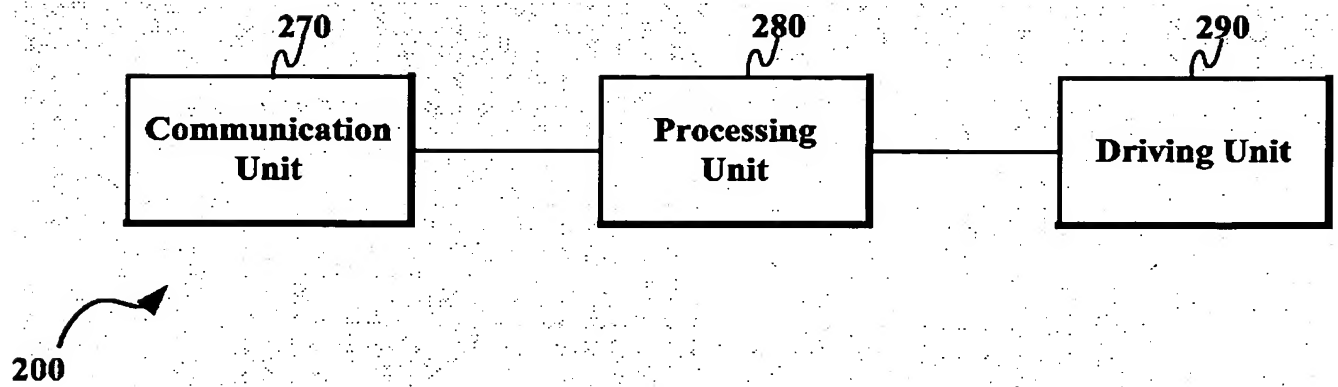 270
280
290
Communication
Unit
Processing
Unit
Driving Unit
200